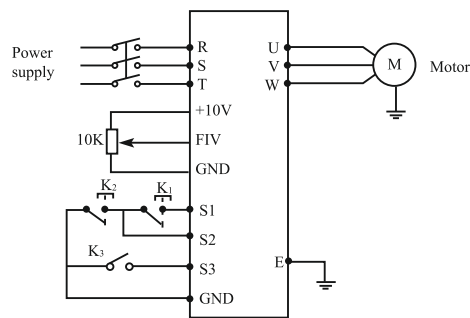 Power
supply
R
S
T
U
V
W
M
Motor
+10V
10K
FIV
GND
K₂
K₁
S1
S2
K₃
S3
E
GND